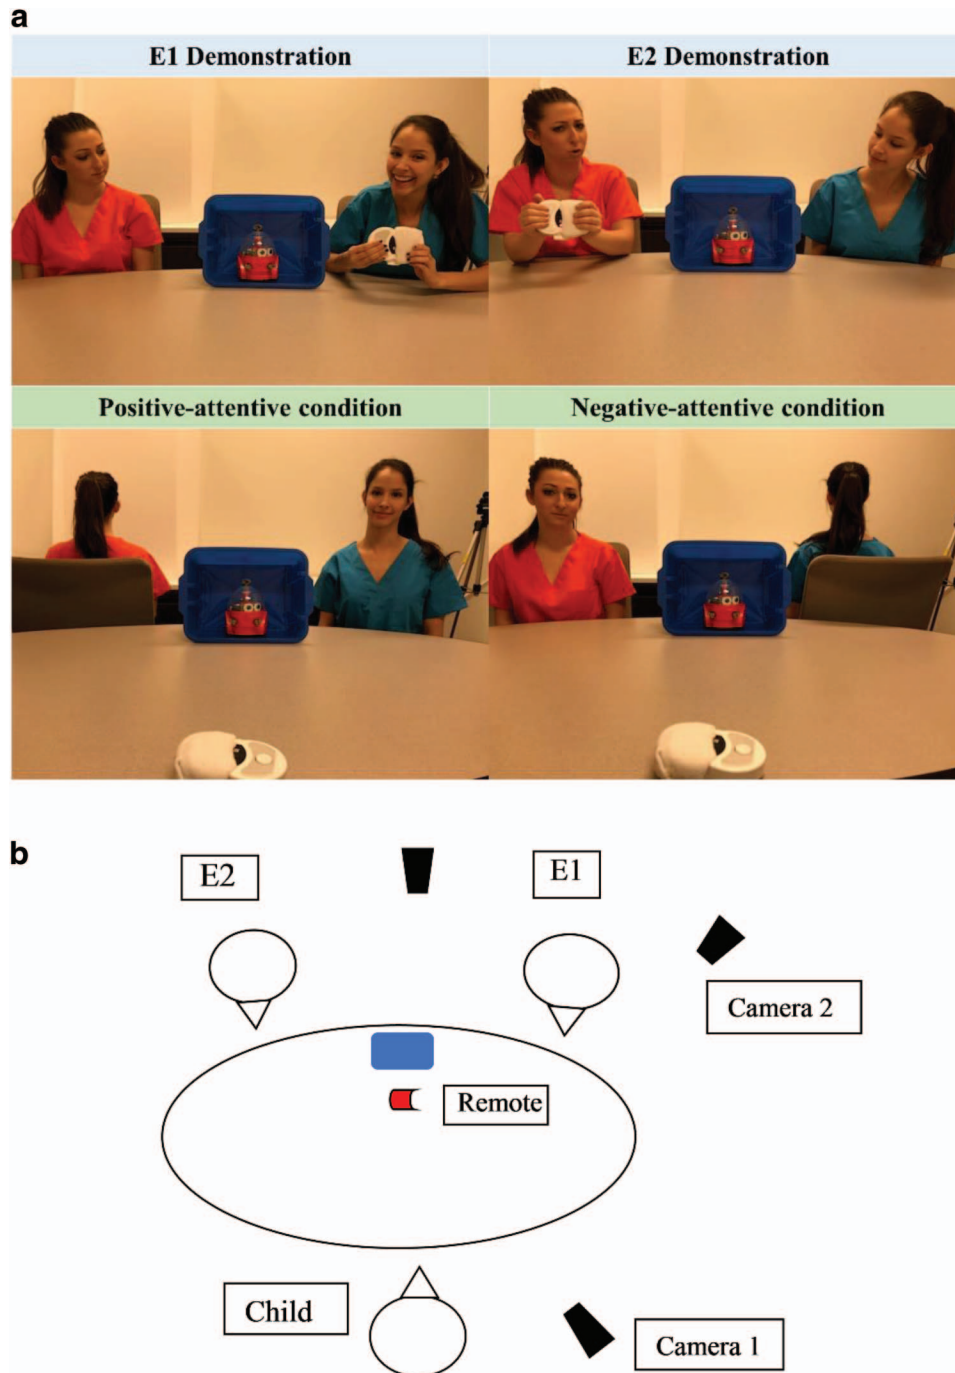 a
E1 Demonstration
E2 Demonstration
Positive-attentive condition
Negative-attentive condition
b
E2
E1
Camera 2
Remote
Child
Camera 1